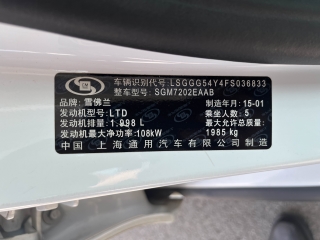 车辆识别代号: LSGGG54Y4FS036833
整车型号: SGM7202EAAB
品牌: 雪佛兰 制造年月: 15-01
发动机型号: LTD 乘坐人数: 5
发动机排量: 1.998 L 最大允许总质量:
发动机最大净功率: 108kW 1985 kg
中国 上海通用汽车有限公司制造